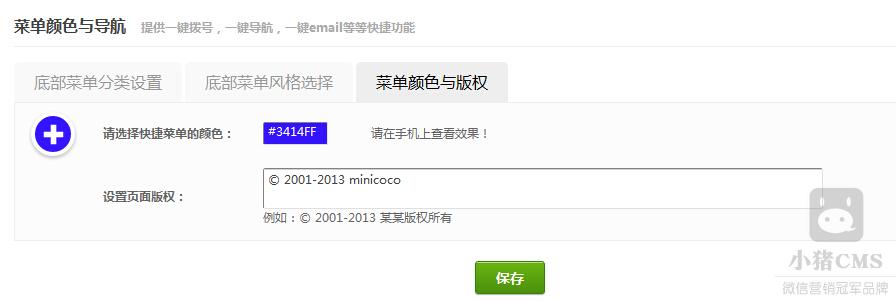 菜单颜色与导航 提供一键拨号，一键导航，一键email等等快捷功能
底部菜单分类设置 底部菜单风格选择 菜单颜色与版权
请选择快捷菜单的颜色： #3414FF 请在手机上查看效果！
设置页面版权： © 2001-2013 minicoco
例如：© 2001-2013 某某版权所有
小猪CMS
微信营销冠军品牌
保存